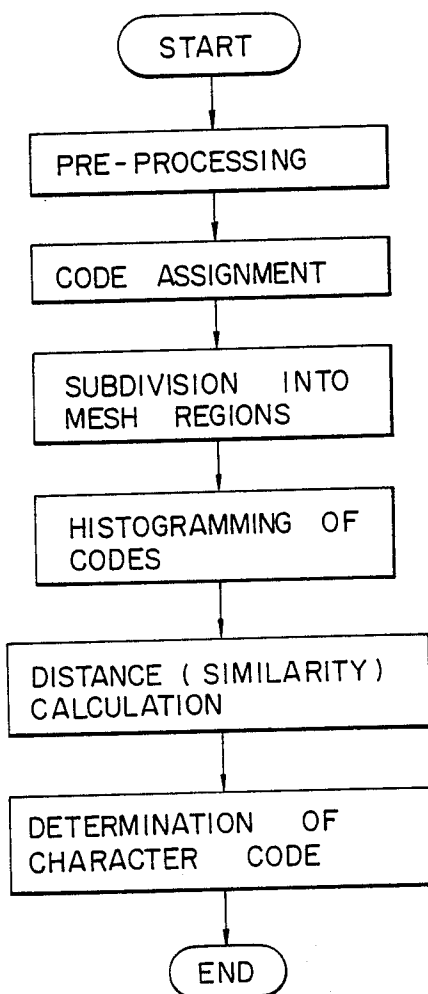 START
PRE-PROCESSING
CODE ASSIGNMENT
SUBDIVISION INTO
MESH REGIONS
HISTOGRAMMING OF
CODES
DISTANCE ( SIMILARITY )
CALCULATION
DETERMINATION OF
CHARACTER CODE
END